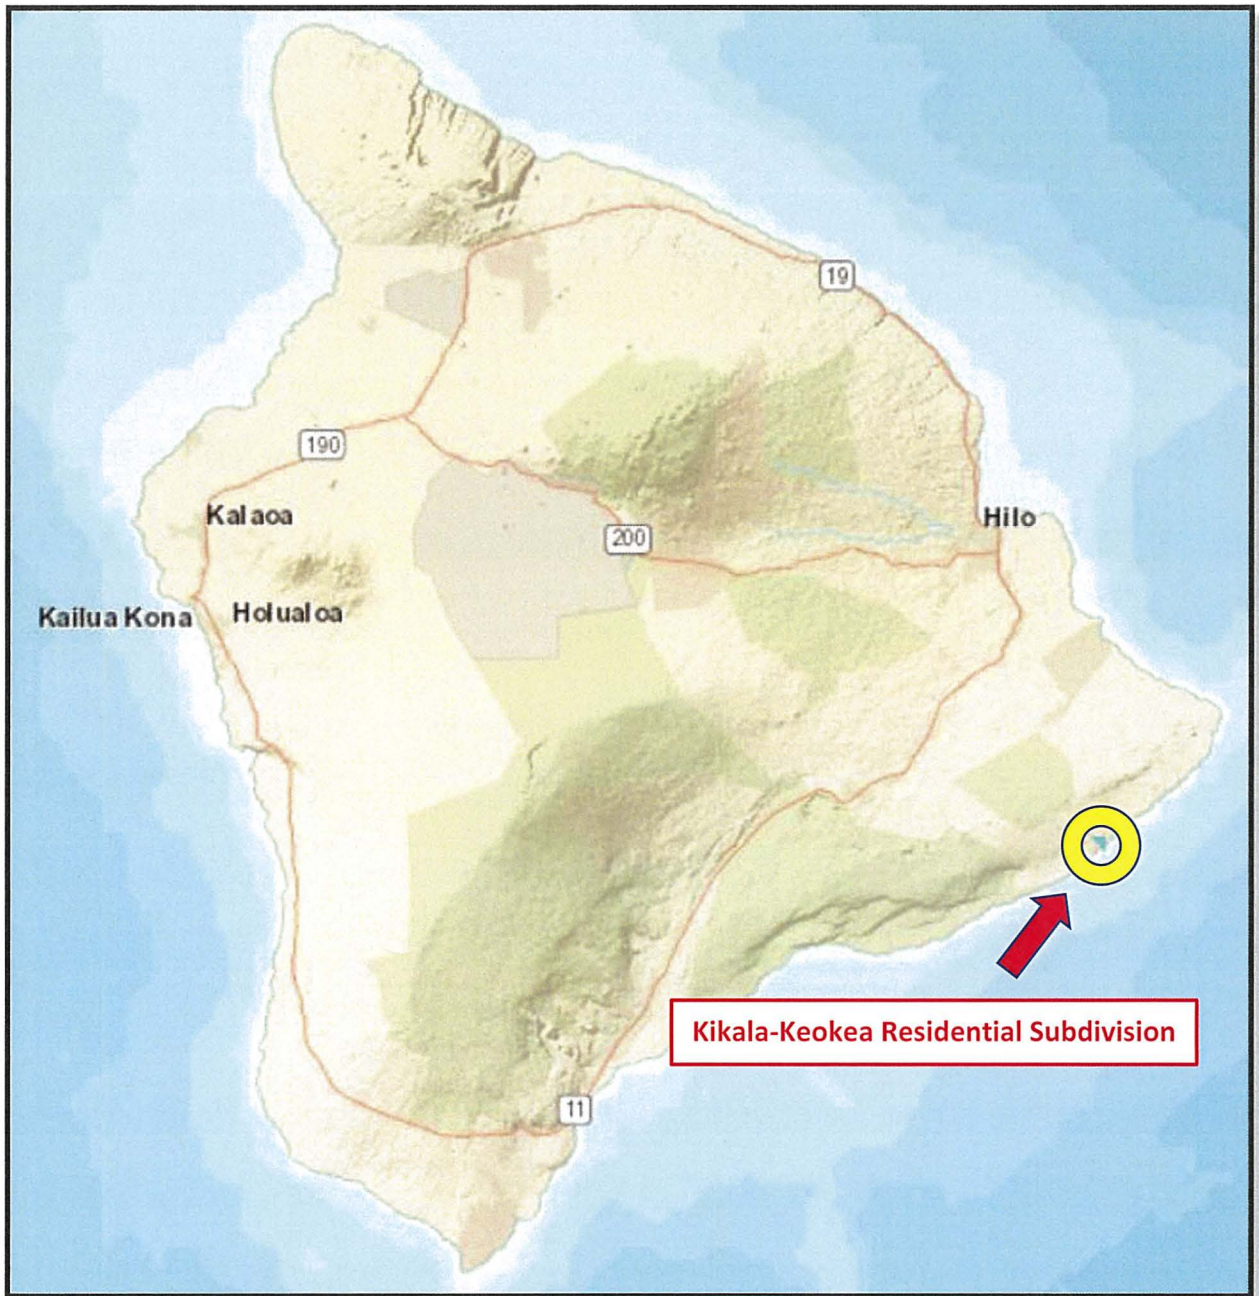 19
190
Kalaoa
Hilo
200
Kailua Kona
Holualoa
Kikala-Keokea Residential Subdivision
11